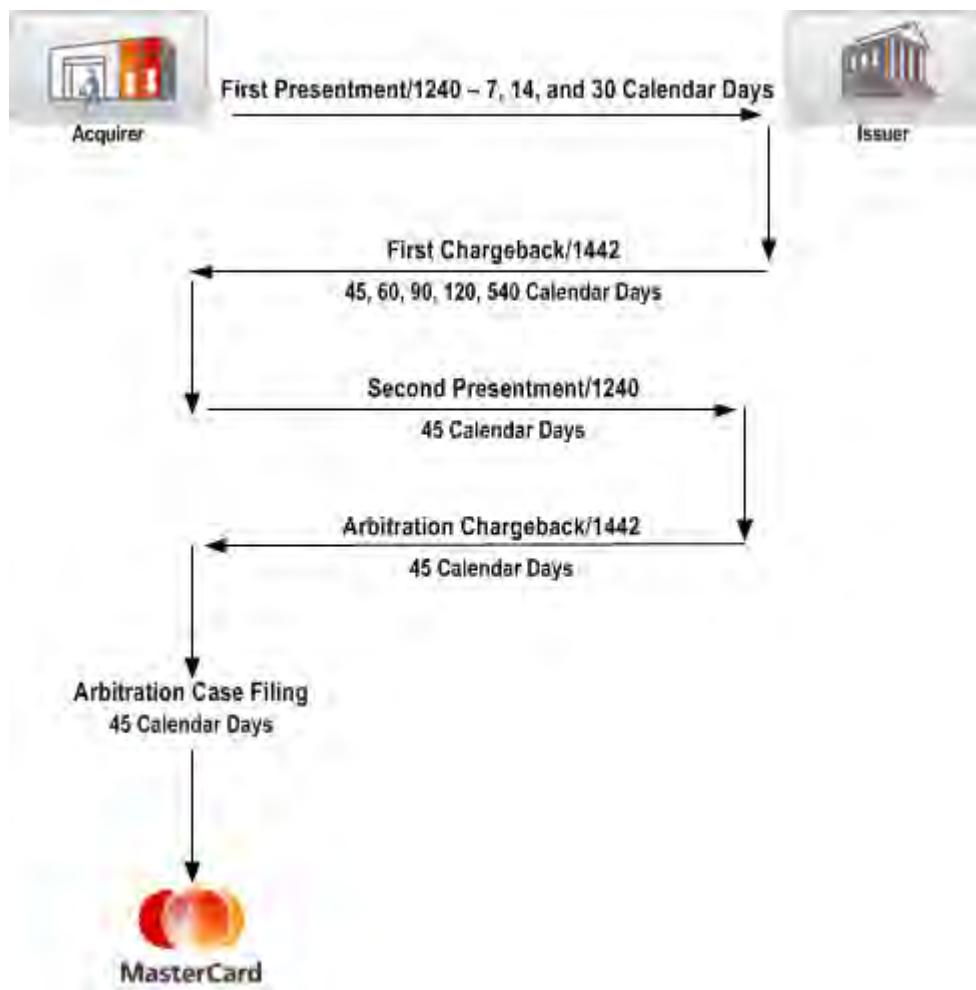 First Presentment/1240 – 7, 14, and 30 Calendar Days
Acquirer
Issuer
First Chargeback/1442
45, 60, 90, 120, 540 Calendar Days
Second Presentment/1240
45 Calendar Days
Arbitration Chargeback/1442
45 Calendar Days
Arbitration Case Filing
45 Calendar Days
MasterCard